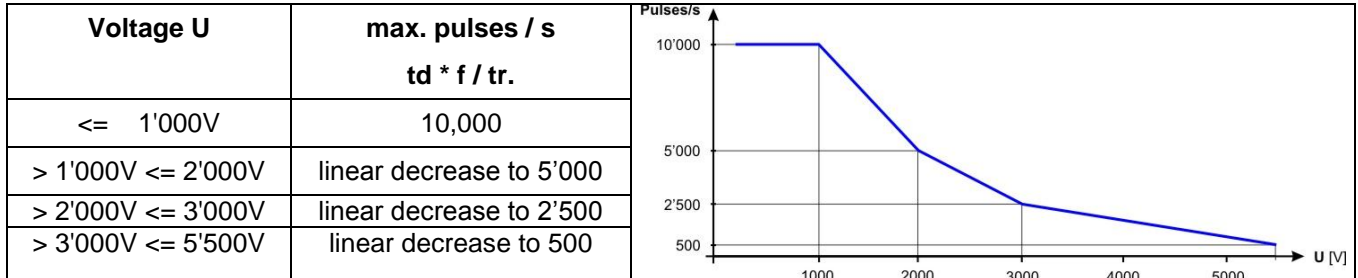 Voltage U
max. pulses / s
td * f / tr.
<= 1'000V
10,000
> 1'000V <= 2'000V
linear decrease to 5’000
> 2'000V <= 3'000V
linear decrease to 2’500
> 3'000V <= 5'500V
linear decrease to 500
Pulses/s
10'000
5'000
2'500
500
1000 2000 3000 4000 5000
U [V]